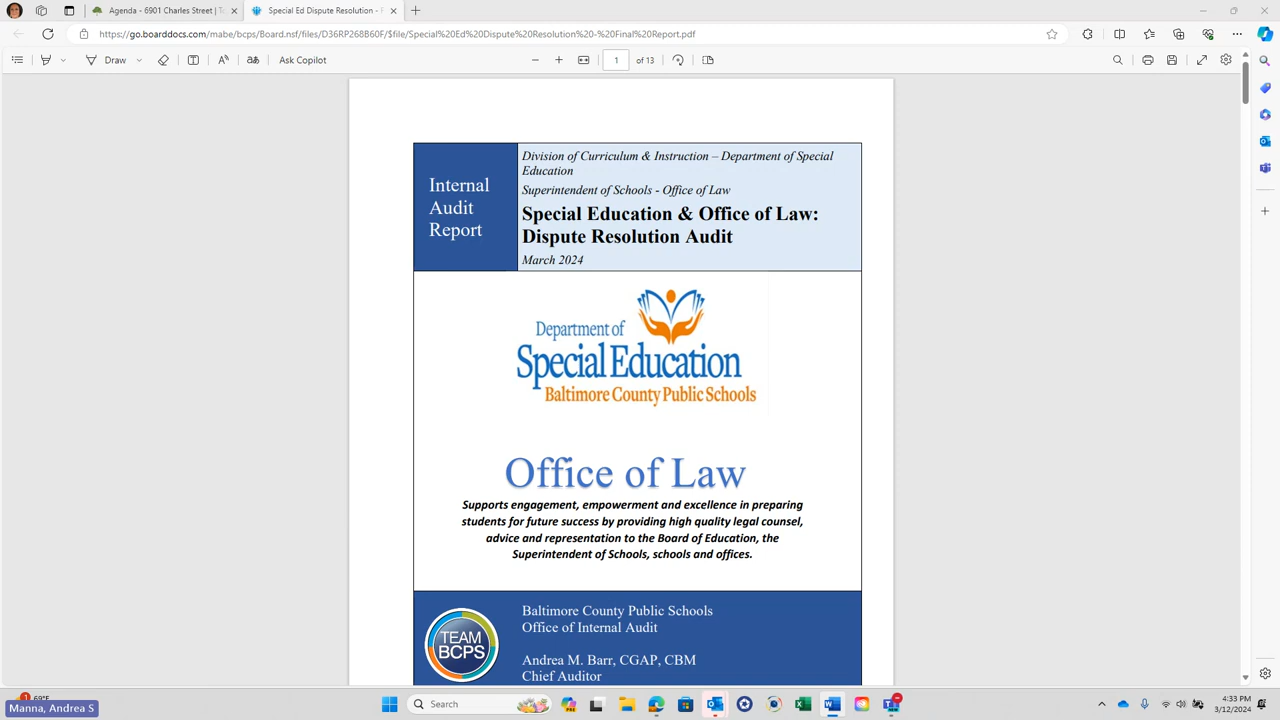 Agenda - 6901 Charles Street | To
Special Ed Dispute Resolution - F
https://go.boarddocs.com/mabe/bcps/Board.nsf/files/D36RP268B60F/$file/Special%20Ed%20Dispute%20Resolution%20-%20Final%20Report.pdf
Draw
Ask Copilot
1 of 13
Internal
Audit
Report
Division of Curriculum & Instruction – Department of Special
Education
Superintendent of Schools - Office of Law
Special Education & Office of Law:
Dispute Resolution Audit
March 2024
Department of
Special Education
Baltimore County Public Schools
Office of Law
Supports engagement, empowerment and excellence in preparing
students for future success by providing high quality legal counsel,
advice and representation to the Board of Education, the
Superintendent of Schools, schools and offices.
TEAM
BCPS
Baltimore County Public Schools
Office of Internal Audit
Andrea M. Barr, CGAP, CBM
Chief Auditor
Manna, Andrea S
Search
4:33 PM
3/12/2024